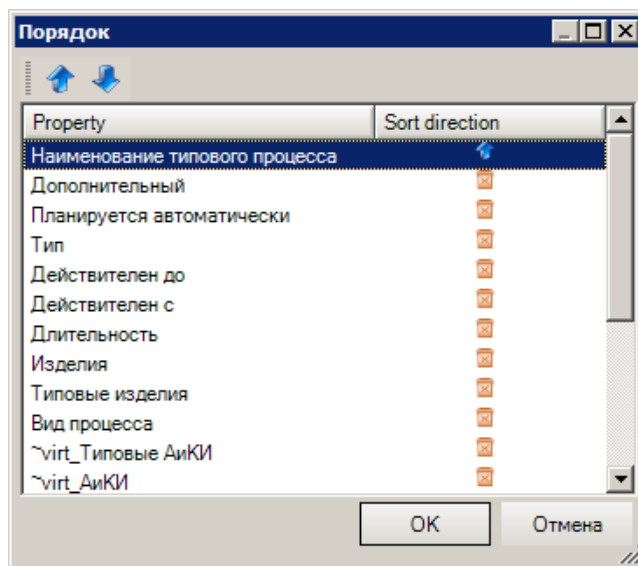 Порядок
Property Sort direction
Наименование типового процесса
Дополнительный
Планируется автоматически
Тип
Действителен до
Действителен с
Длительность
Изделия
Типовые изделия
Вид процесса
~virt_Типовые АиКИ
~virt_АиКИ
OK Отмена